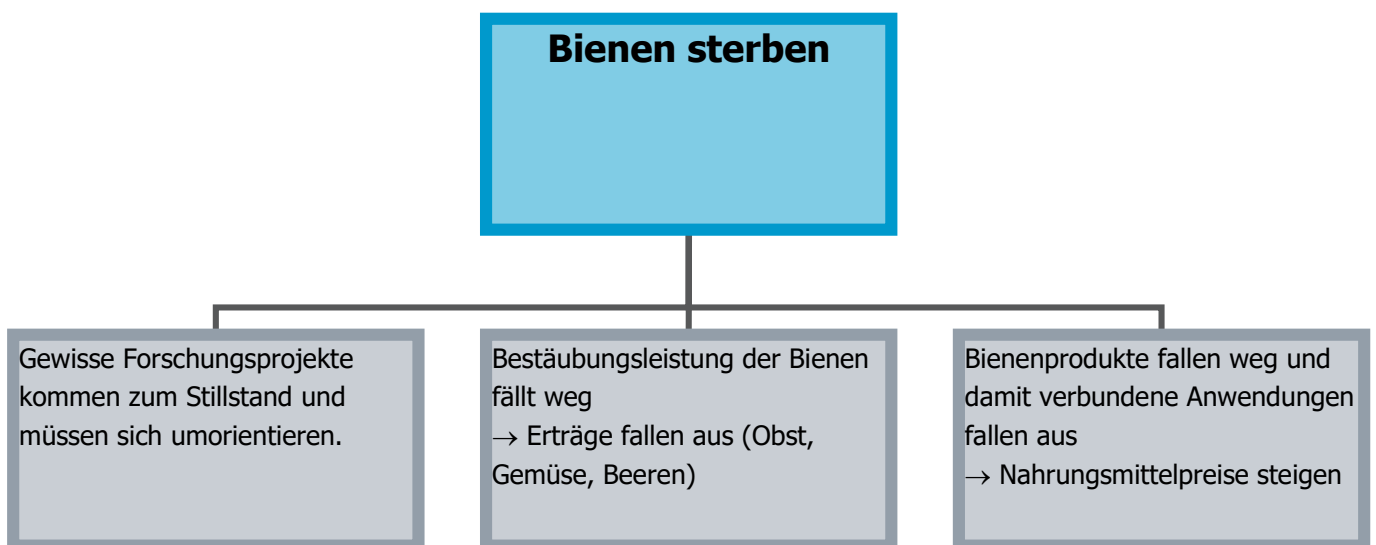 Bienen sterben
Gewisse Forschungsprojekte
kommen zum Stillstand und
müssen sich umorientieren.
Bestäubungsleistung der Bienen
fällt weg
→ Erträge fallen aus (Obst,
Gemüse, Beeren)
Bienenprodukte fallen weg und
damit verbundene Anwendungen
fallen aus
→ Nahrungsmittelpreise steigen